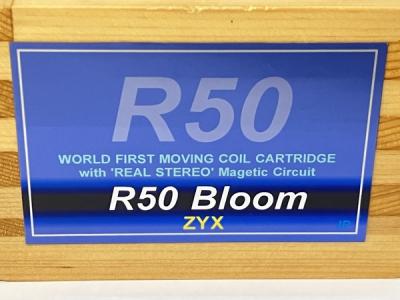 R50
WORLD FIRST MOVING COIL CARTRIDGE
with 'REAL STEREO' Magetic Circuit
R50 Bloom
ZYX